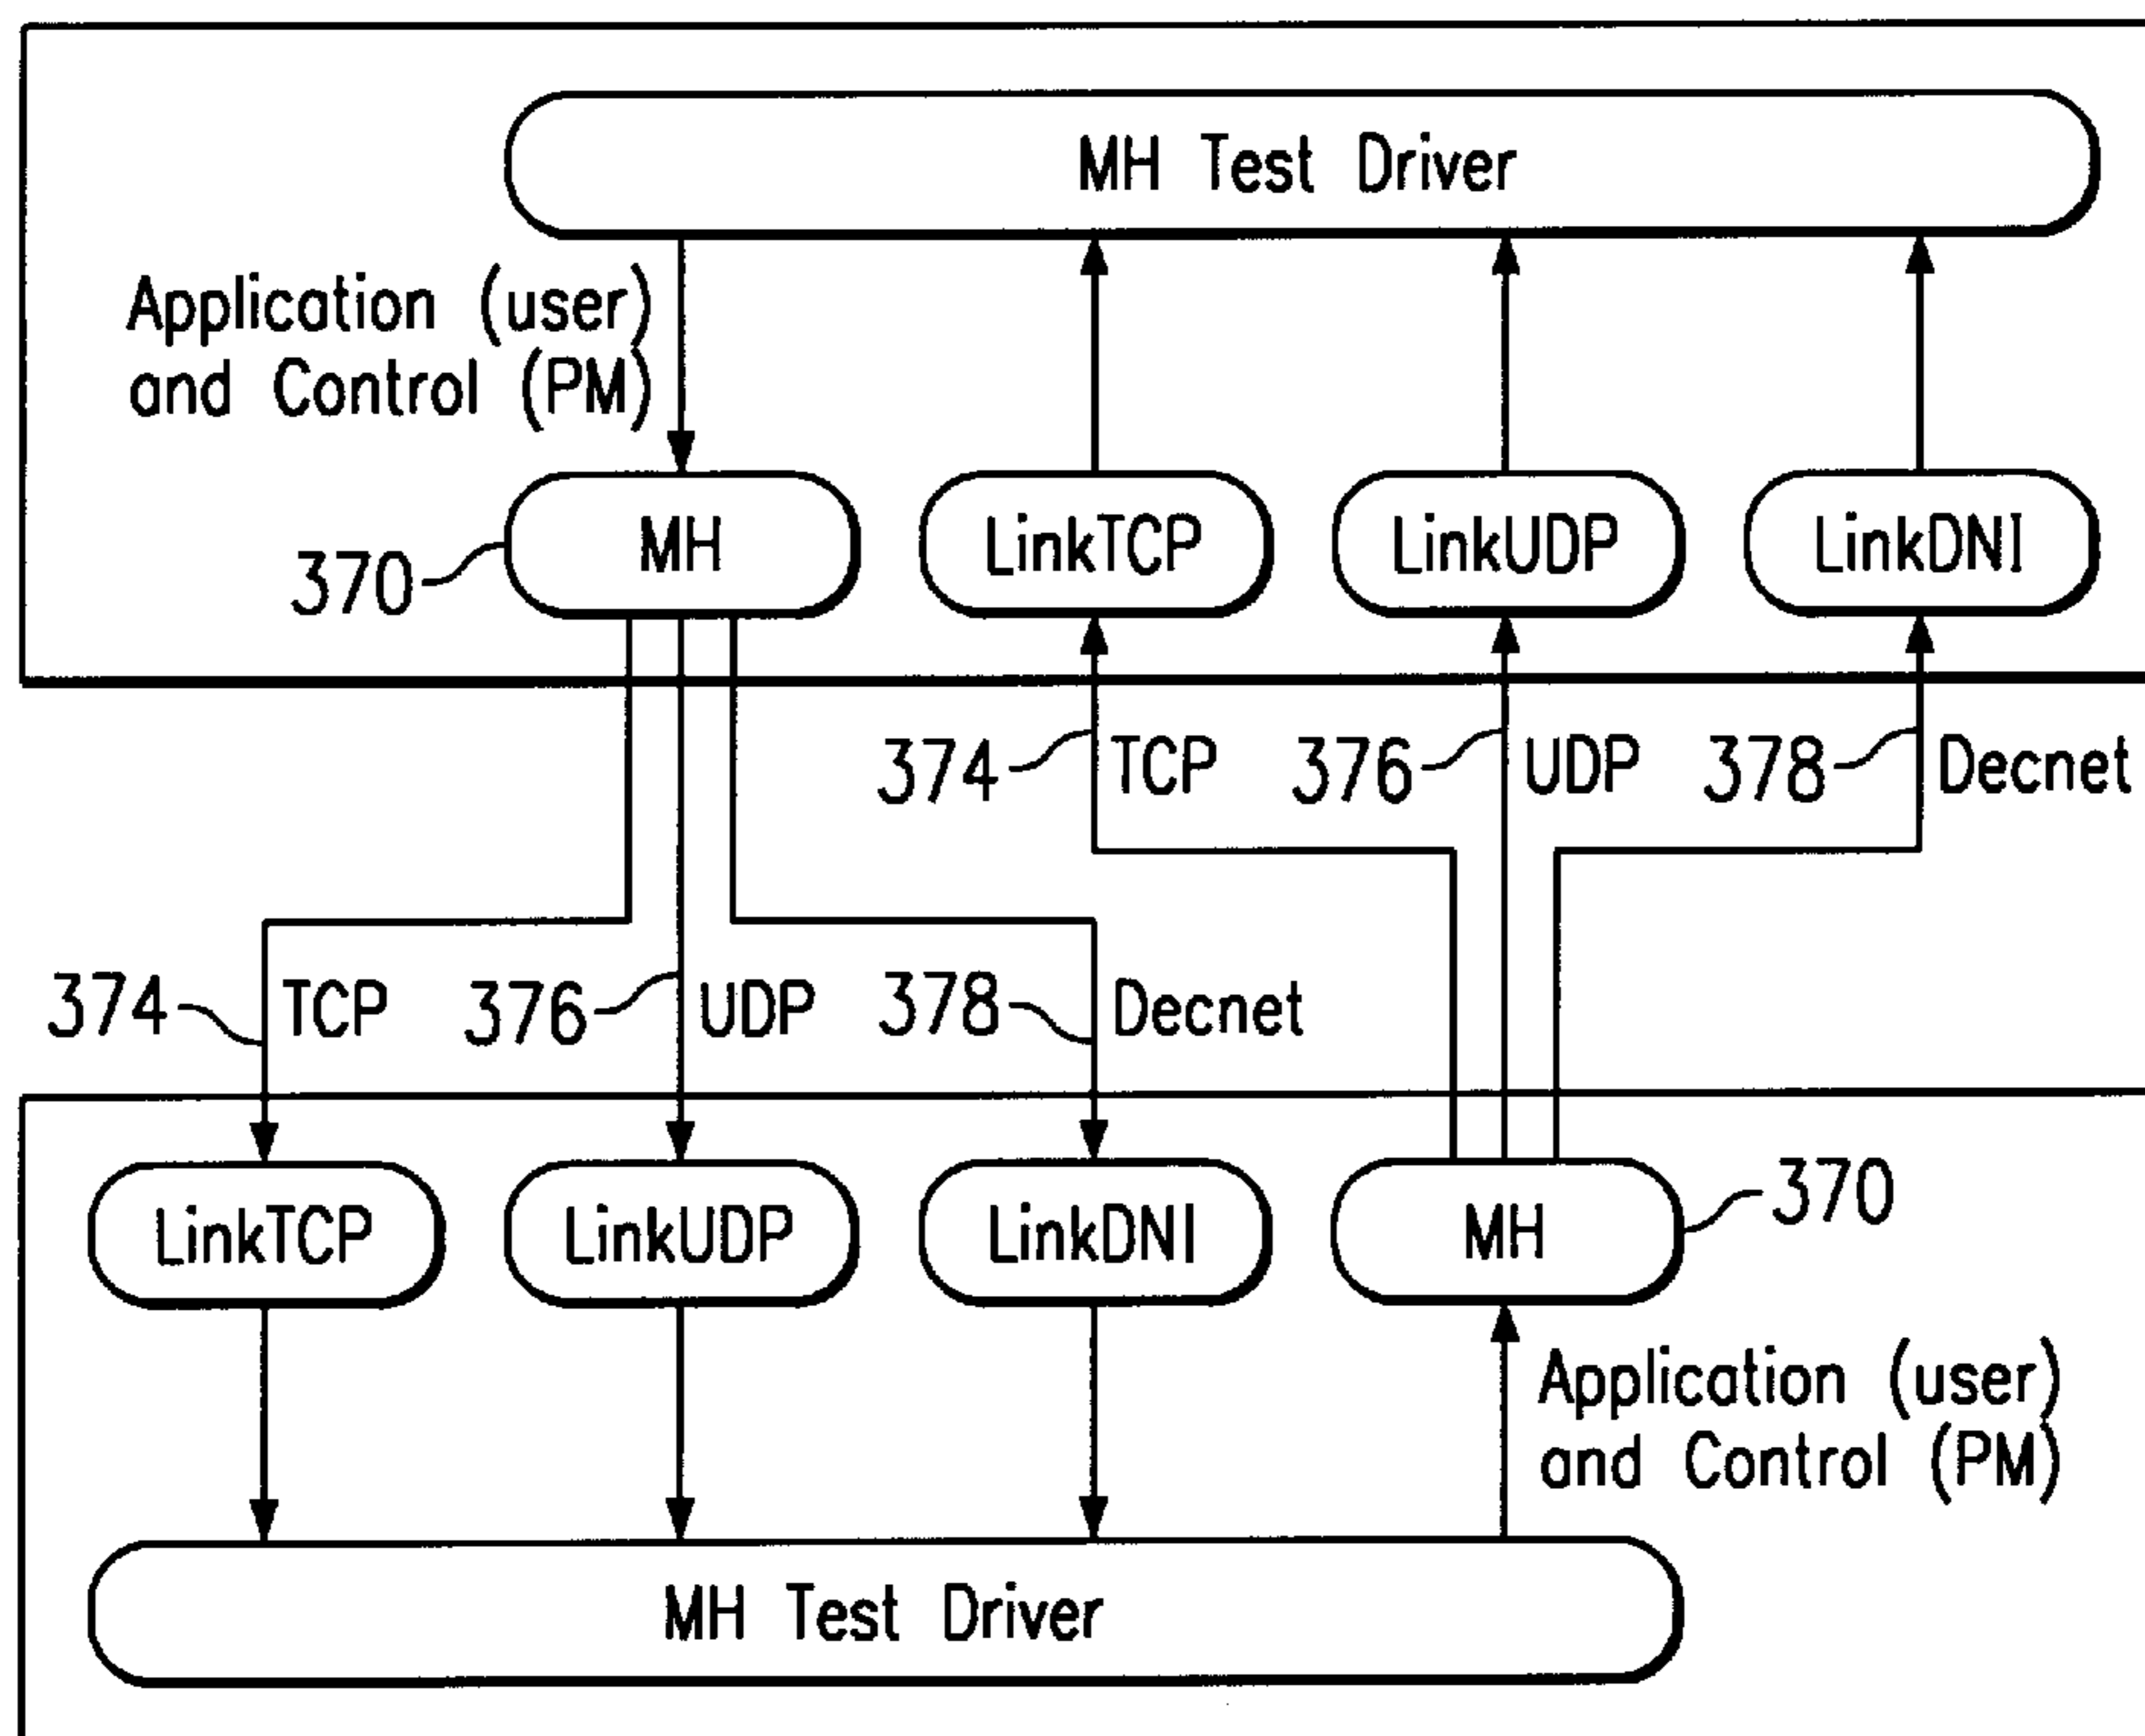 MH Test Driver
Application (user)
and Control (PM)
370
MH
LinkTCP
LinkUDP
LinkDNI
374
TCP
376
UDP
378
Decnet
374
TCP
376
UDP
378
Decnet
LinkTCP
LinkUDP
LinkDNI
MH
370
Application (user)
and Control (PM)
MH Test Driver